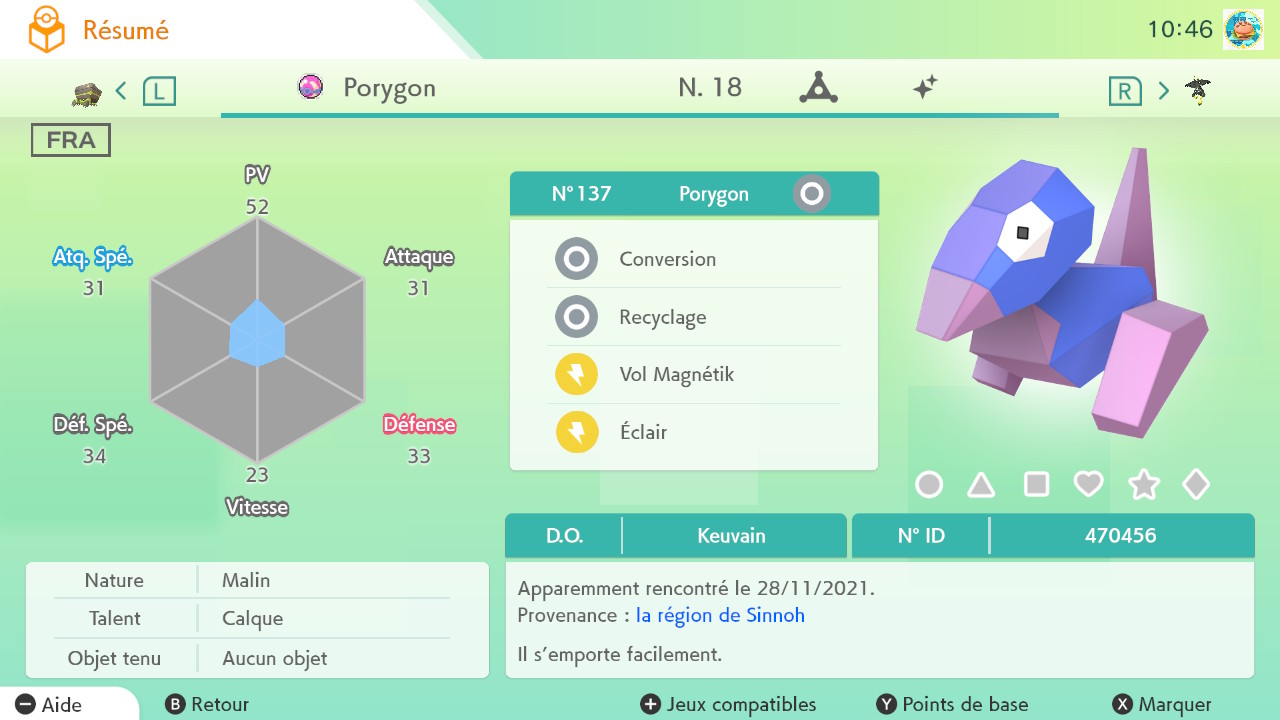 Résumé
10:46
L
Porygon
N. 18
R
FRA
PV
52
Atq. Spé.
31
Attaque
31
Déf. Spé.
34
Défense
33
23
Vitesse
N° 137 Porygon
Conversion
Recyclage
Vol Magnétik
Éclair
D.O. Keuvain
N° ID 470456
Nature Malin
Talent Calque
Objet tenu Aucun objet
Apparemment rencontré le 28/11/2021.
Provenance : la région de Sinnoh
Il s'emporte facilement.
Aide
B Retour
Jeux compatibles
Y Points de base
X Marquer